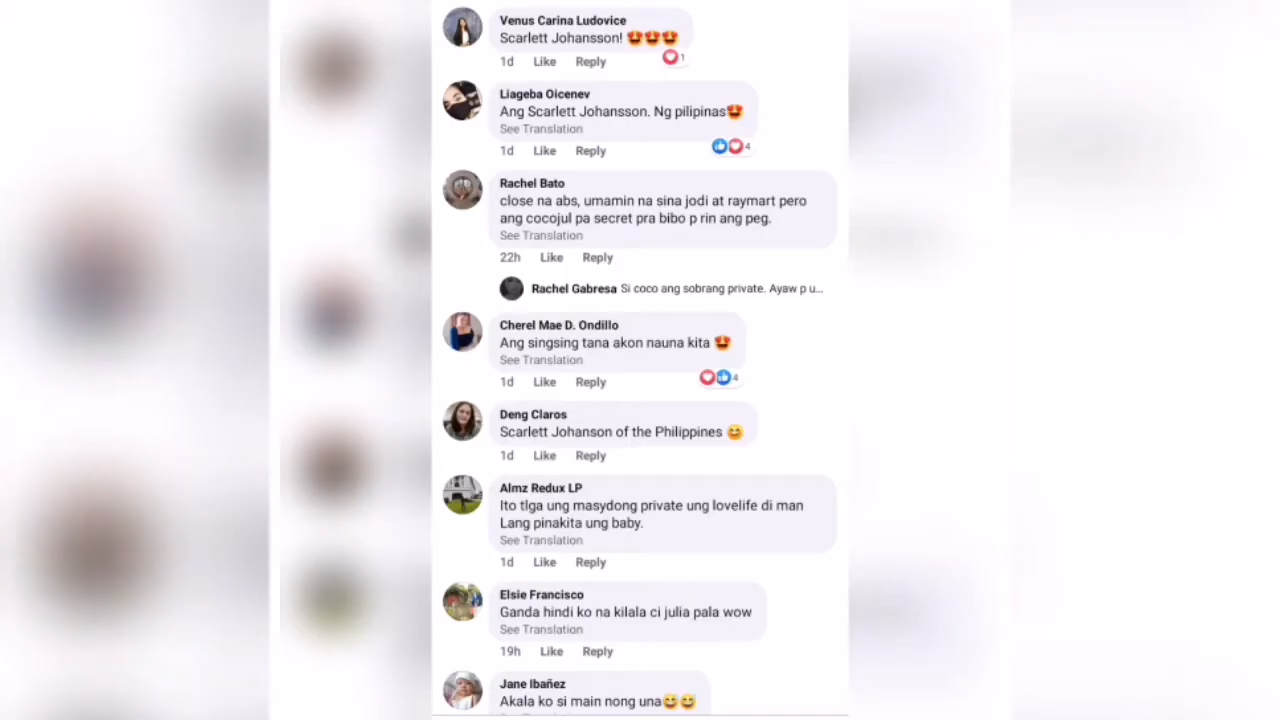 Venus Carina Ludovice
Scarlett Johansson! 😍😍😍
1d Like Reply 1
Liageba Oicenev
Ang Scarlett Johansson. Ng pilipinas😍
See Translation
1d Like Reply 4
Rachel Bato
close na abs, umamin na sina jodi at raymart pero
ang cocojul pa secret pra bibo p rin ang peg.
See Translation
22h Like Reply
Rachel Gabresa Si coco ang sobrang private. Ayaw p u...
Cherel Mae D. Ondillo
Ang singsing tana akon nauna kita 😍
See Translation
1d Like Reply 4
Deng Claros
Scarlett Johanson of the Philippines 😊
1d Like Reply
Almz Redux LP
Ito tlga ung masydong private ung lovelife di man
Lang pinakita ung baby.
See Translation
1d Like Reply
Elsie Francisco
Ganda hindi ko na kilala ci julia pala wow
See Translation
19h Like Reply
Jane Ibañez
Akala ko si main nong una😅😅